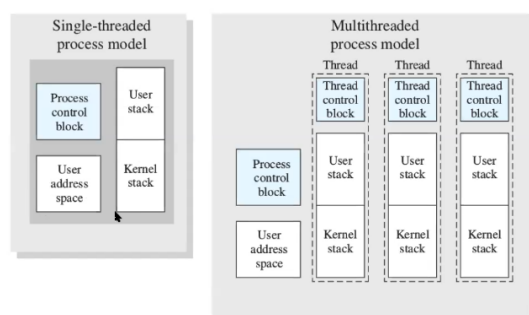 Single-threaded
process model
Process
control
block
User
stack
User
address
space
Kernel
stack
Multithreaded
process model
Thread
Thread
Thread
Thread
control
block
Thread
control
block
Thread
control
block
Process
control
block
User
stack
User
stack
User
stack
User
address
space
Kernel
stack
Kernel
stack
Kernel
stack